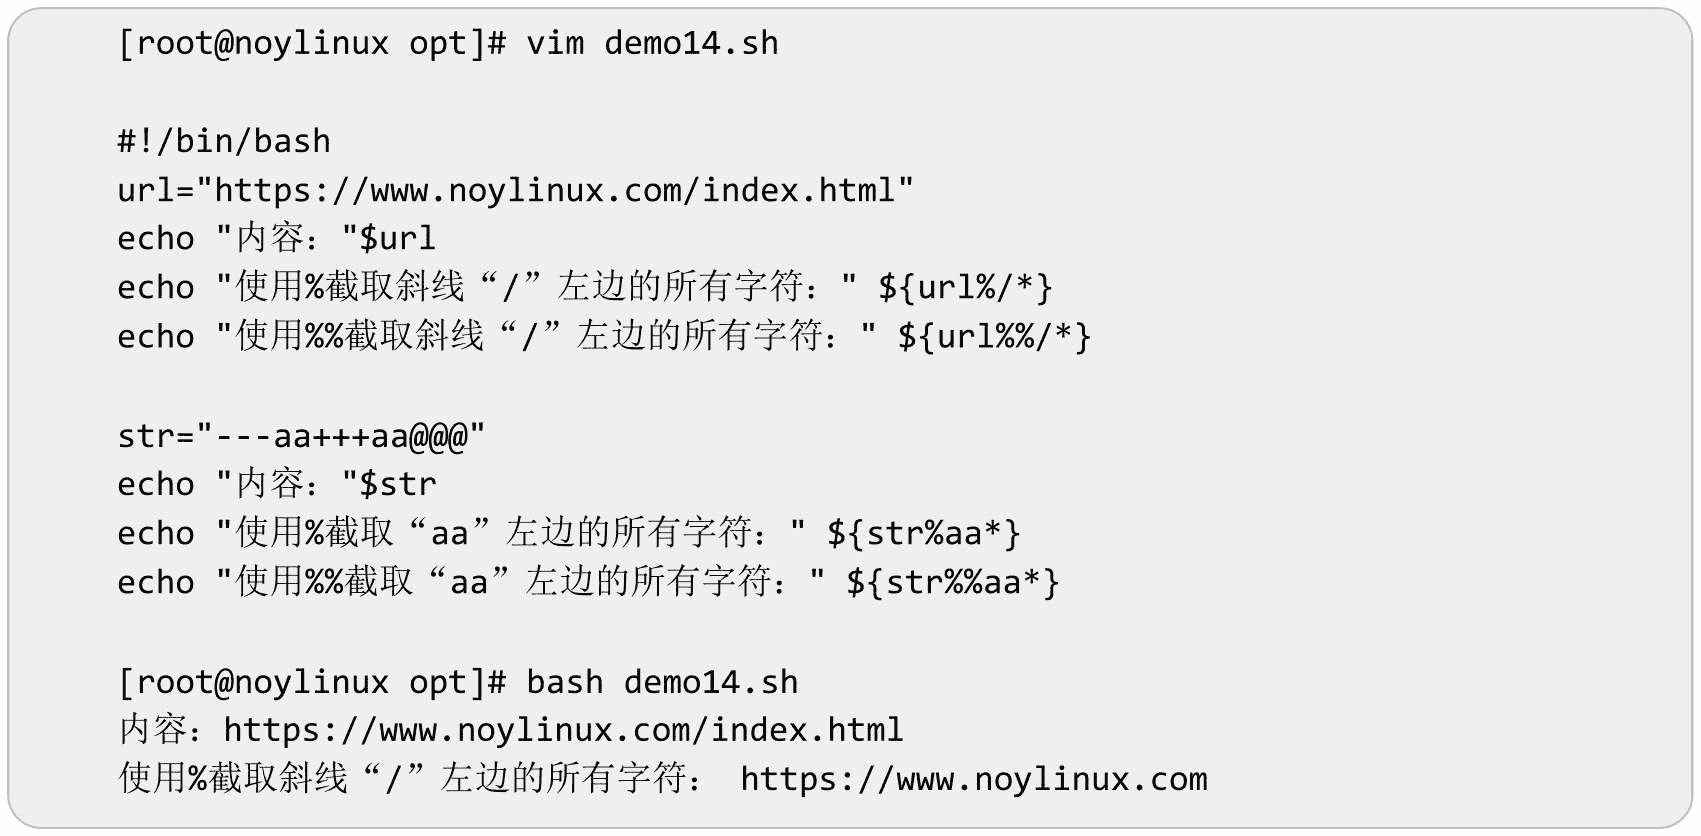 [root@noylinux opt]# vim demo14.sh
#!/bin/bash
url="https://www.noylinux.com/index.html"
echo "内容："$url
echo "使用%截取斜线“/”左边的所有字符：" ${url%/*}
echo "使用%%截取斜线“/”左边的所有字符：" ${url%%/*}
str="---aa+++aa@@@"
echo "内容："$str
echo "使用%截取“aa”左边的所有字符：" ${str%aa*}
echo "使用%%截取“aa”左边的所有字符：" ${str%%aa*}
[root@noylinux opt]# bash demo14.sh
内容：https://www.noylinux.com/index.html
使用%截取斜线“/”左边的所有字符： https://www.noylinux.com